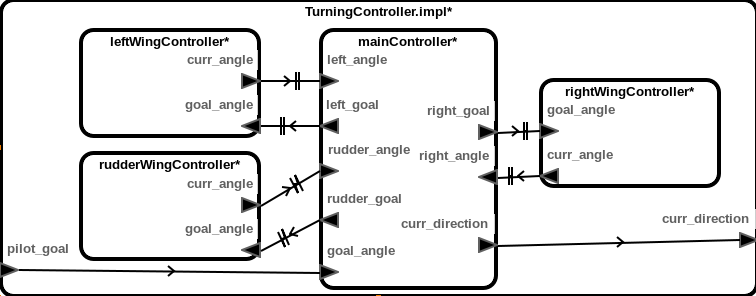 TurningController.impl*
leftWingController*
curr_angle
goal_angle
rudderWingController*
curr_angle
goal_angle
pilot_goal
mainController*
left_angle
left_goal
rudder_angle
rudder_goal
goal_angle
right_goal
right_angle
curr_direction
rightWingController*
goal_angle
curr_angle
curr_direction